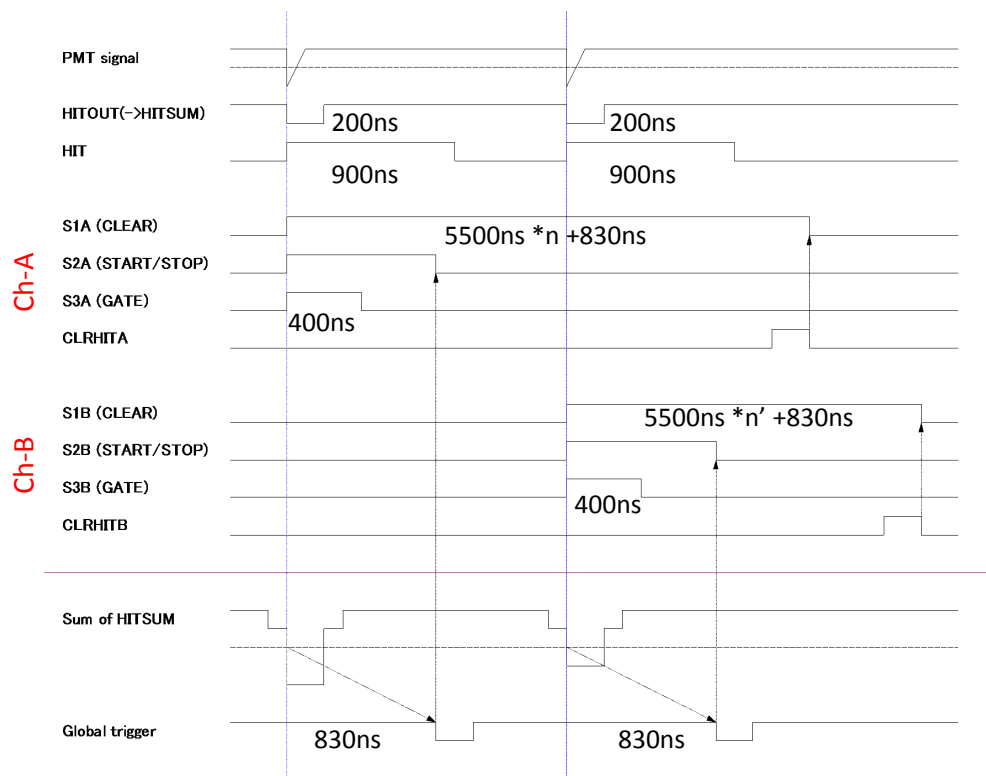 PMT signal
HITOUT(->HITSUM)
200ns
200ns
HIT
900ns
900ns
Ch-A
S1A (CLEAR)
5500ns *n +830ns
S2A (START/STOP)
S3A (GATE)
400ns
CLRHITA
Ch-B
S1B (CLEAR)
5500ns *n’ +830ns
S2B (START/STOP)
S3B (GATE)
400ns
CLRHITB
Sum of HITSUM
Global trigger
830ns
830ns